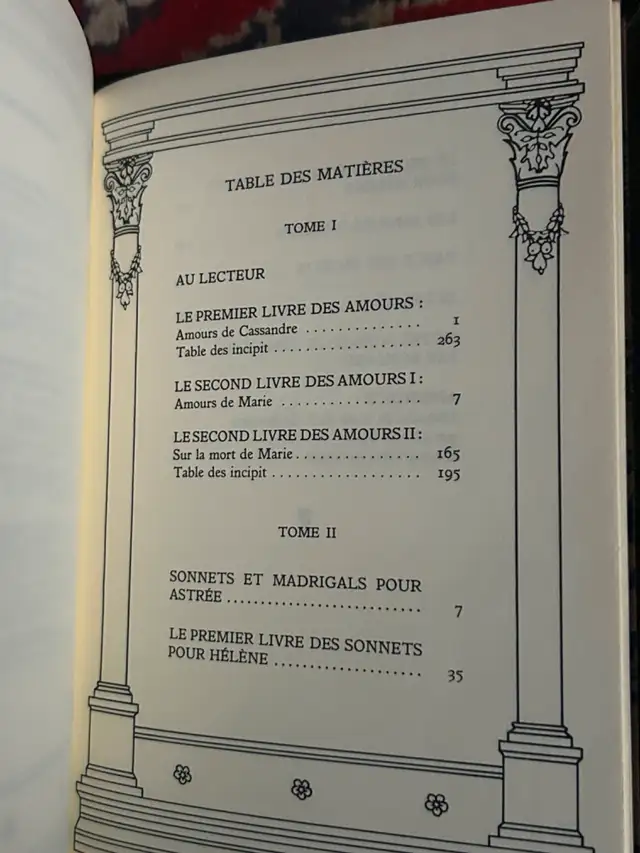 TABLE DES MATIÈRES
TOME I
AU LECTEUR
LE PREMIER LIVRE DES AMOURS :
Amours de Cassandre . . . . . . . . . . . . . . 1
Table des incipit . . . . . . . . . . . . . . . . . . 263
LE SECOND LIVRE DES AMOURS I :
Amours de Marie . . . . . . . . . . . . . . . . . 7
LE SECOND LIVRE DES AMOURS II :
Sur la mort de Marie . . . . . . . . . . . . . . . 165
Table des incipit . . . . . . . . . . . . . . . . . . 195
TOME II
SONNETS ET MADRIGALS POUR
ASTRÉE . . . . . . . . . . . . . . . . . . . . . . . . 7
LE PREMIER LIVRE DES SONNETS
POUR HÉLÈNE . . . . . . . . . . . . . . . . . . 35